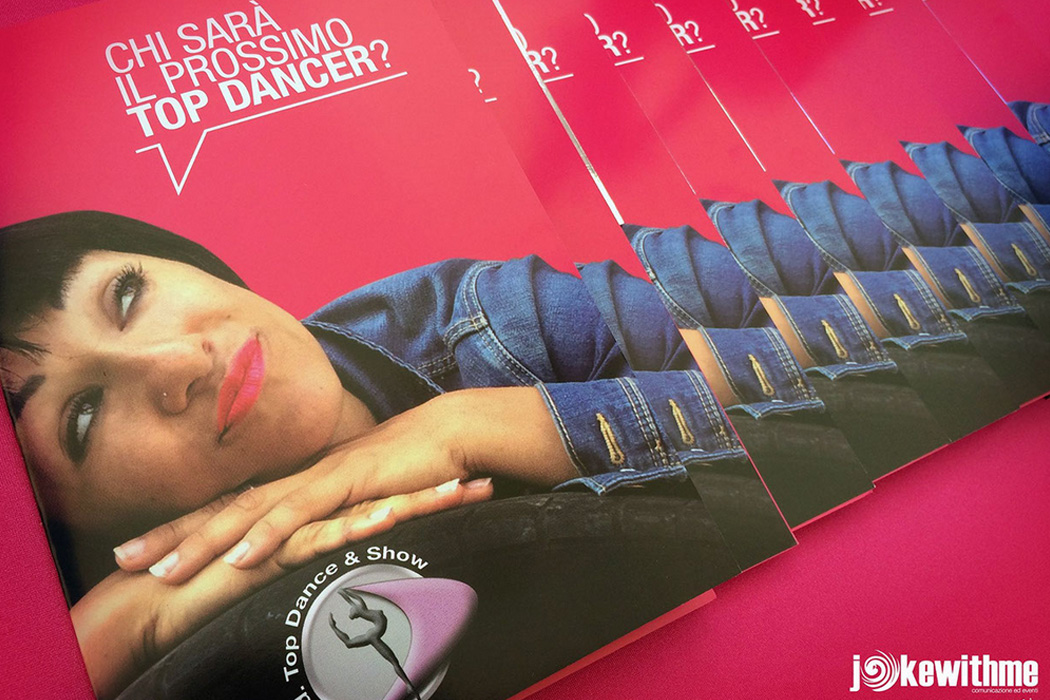 CHI SARÀ
IL PROSSIMO
TOP DANCER?
?
R?
R?
R?
R?
?
?
. Top Dance & Show
jokewithme
comunicazione ed eventi